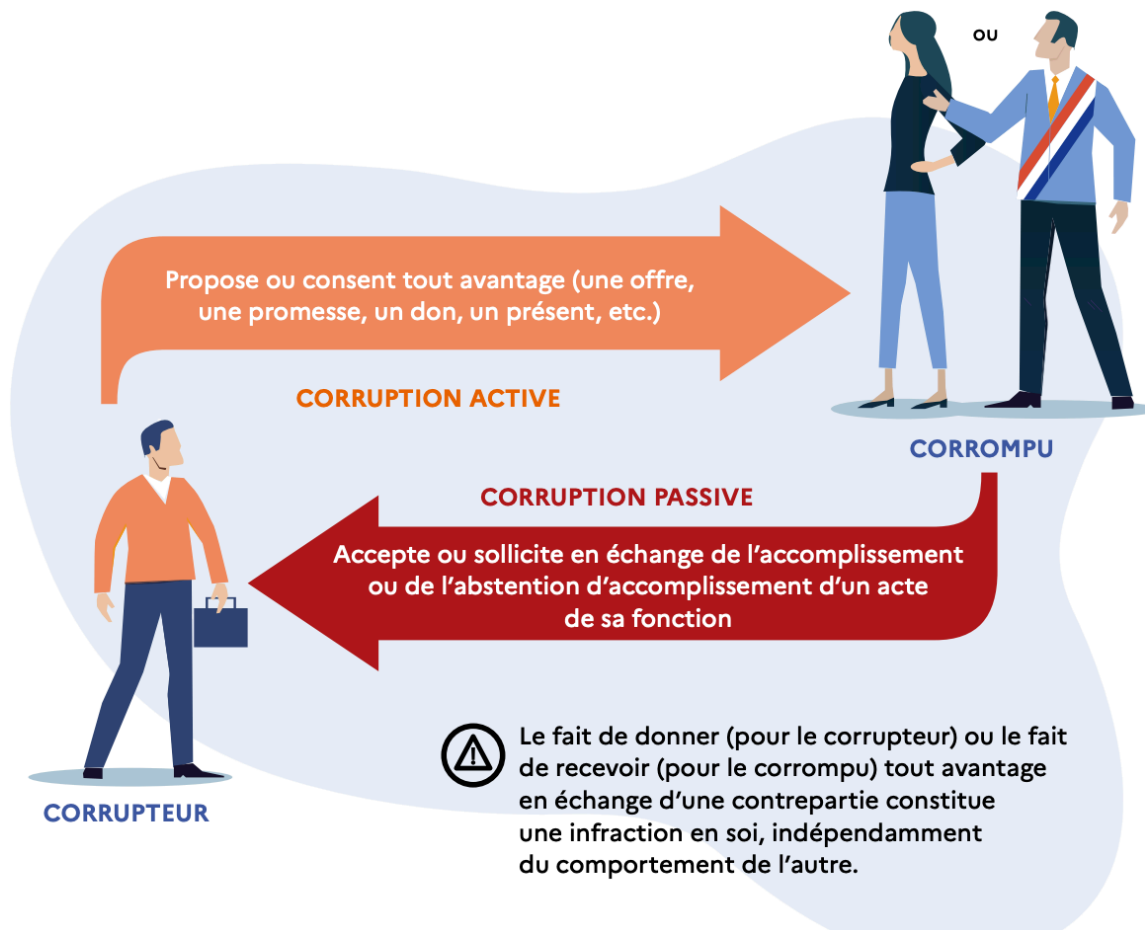 ou
Propose ou consent tout avantage (une offre,
une promesse, un don, un présent, etc.)
CORRUPTION ACTIVE
CORROMPU
CORRUPTION PASSIVE
Accepte ou sollicite en échange de l’accomplissement
ou de l’abstention d’accomplissement d’un acte
de sa fonction
Le fait de donner (pour le corrupteur) ou le fait
de recevoir (pour le corrompu) tout avantage
en échange d’une contrepartie constitue
une infraction en soi, indépendamment
du comportement de l’autre.
CORRUPTEUR